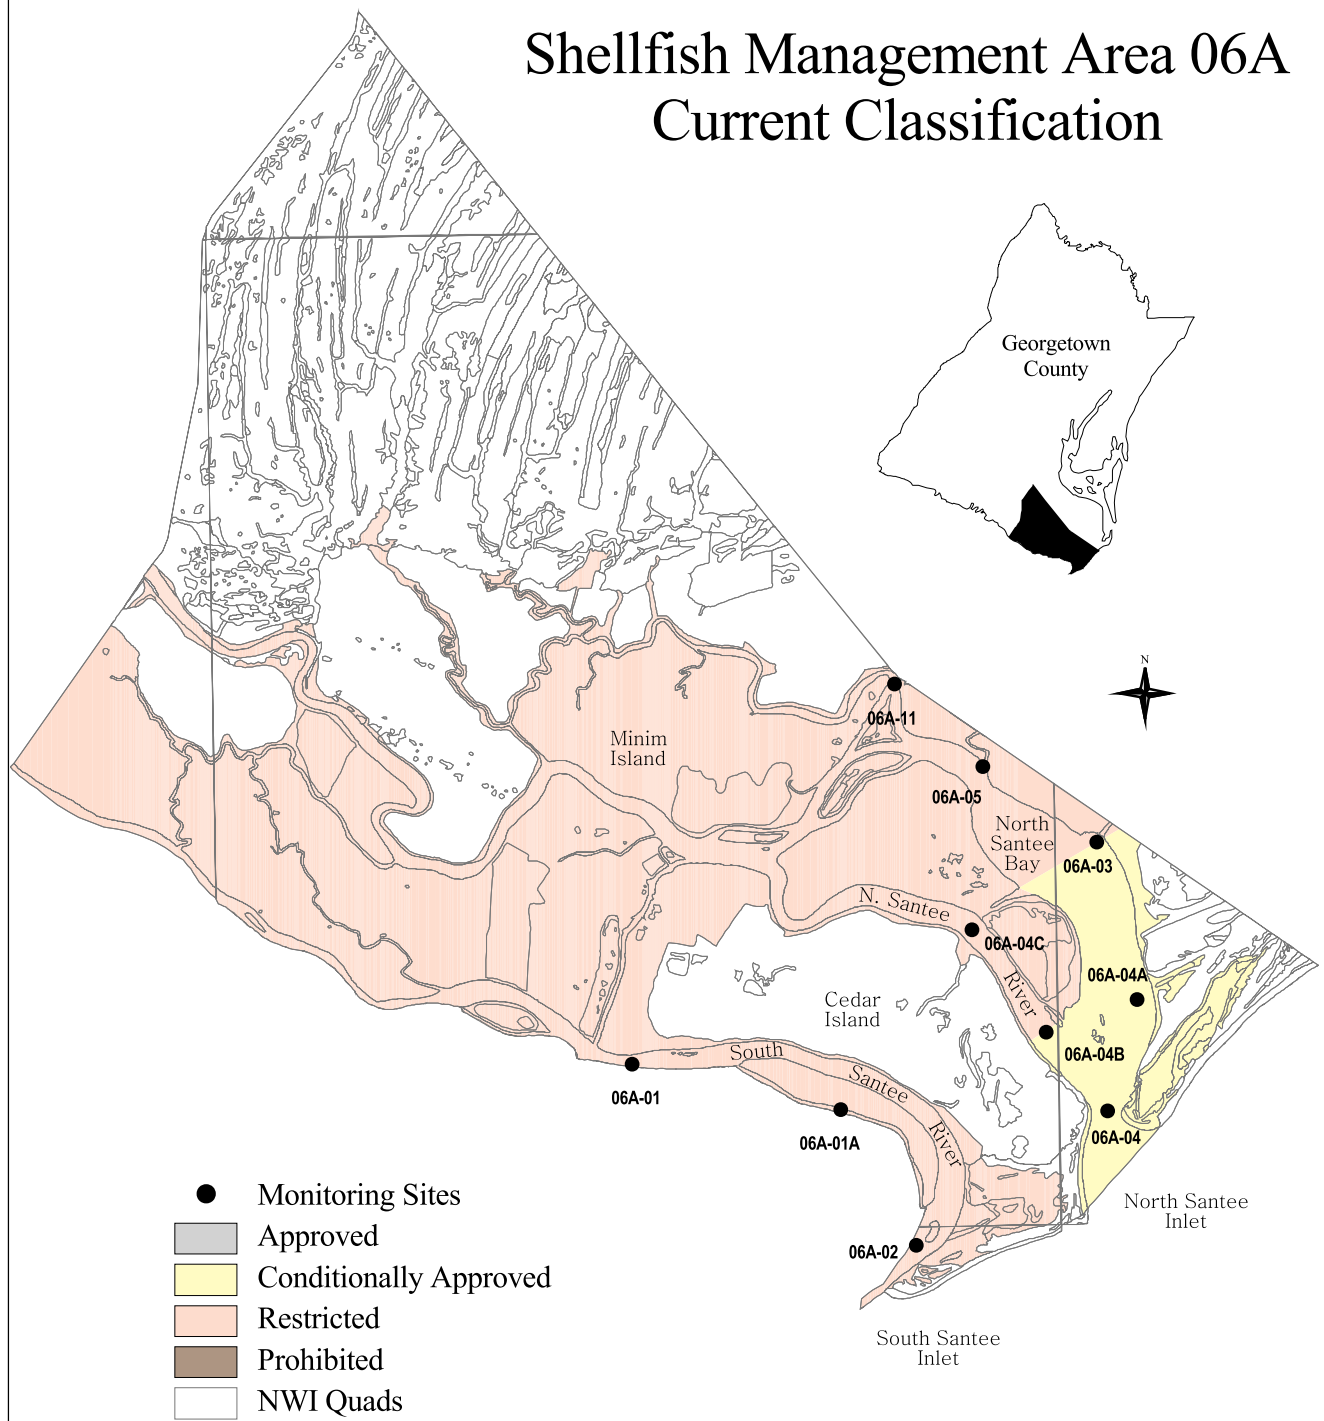 Shellfish Management Area 06A
Current Classification
Georgetown
County
N
06A-11
Minim
Island
06A-05
North
Santee
Bay
06A-03
N. Santee
River
06A-04C
06A-04A
Cedar
Island
06A-04B
South
Santee
River
06A-01
06A-01A
06A-04
North Santee
Inlet
06A-02
South Santee
Inlet
Monitoring Sites
Approved
Conditionally Approved
Restricted
Prohibited
NWI Quads